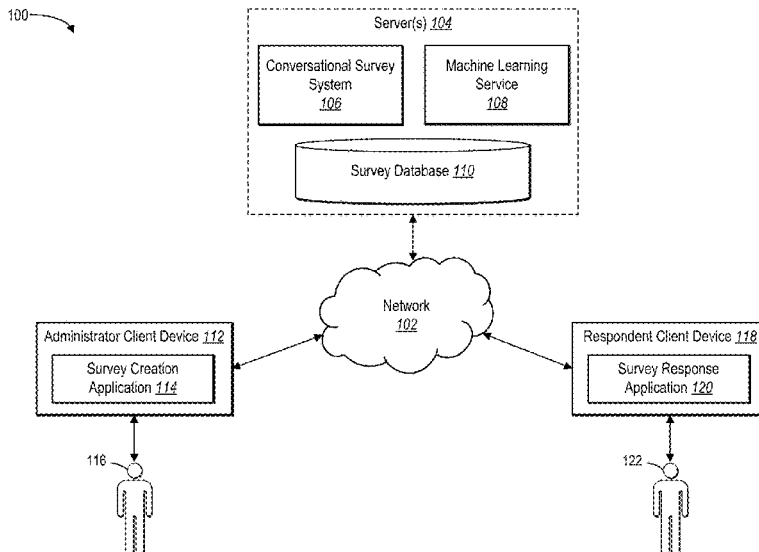 100
Server(s) 104
Conversational Survey
System
106
Machine Learning
Service
108
Survey Database 110
Network
102
Administrator Client Device 112
Survey Creation
Application 114
Respondent Client Device 118
Survey Response
Application 120
116
122